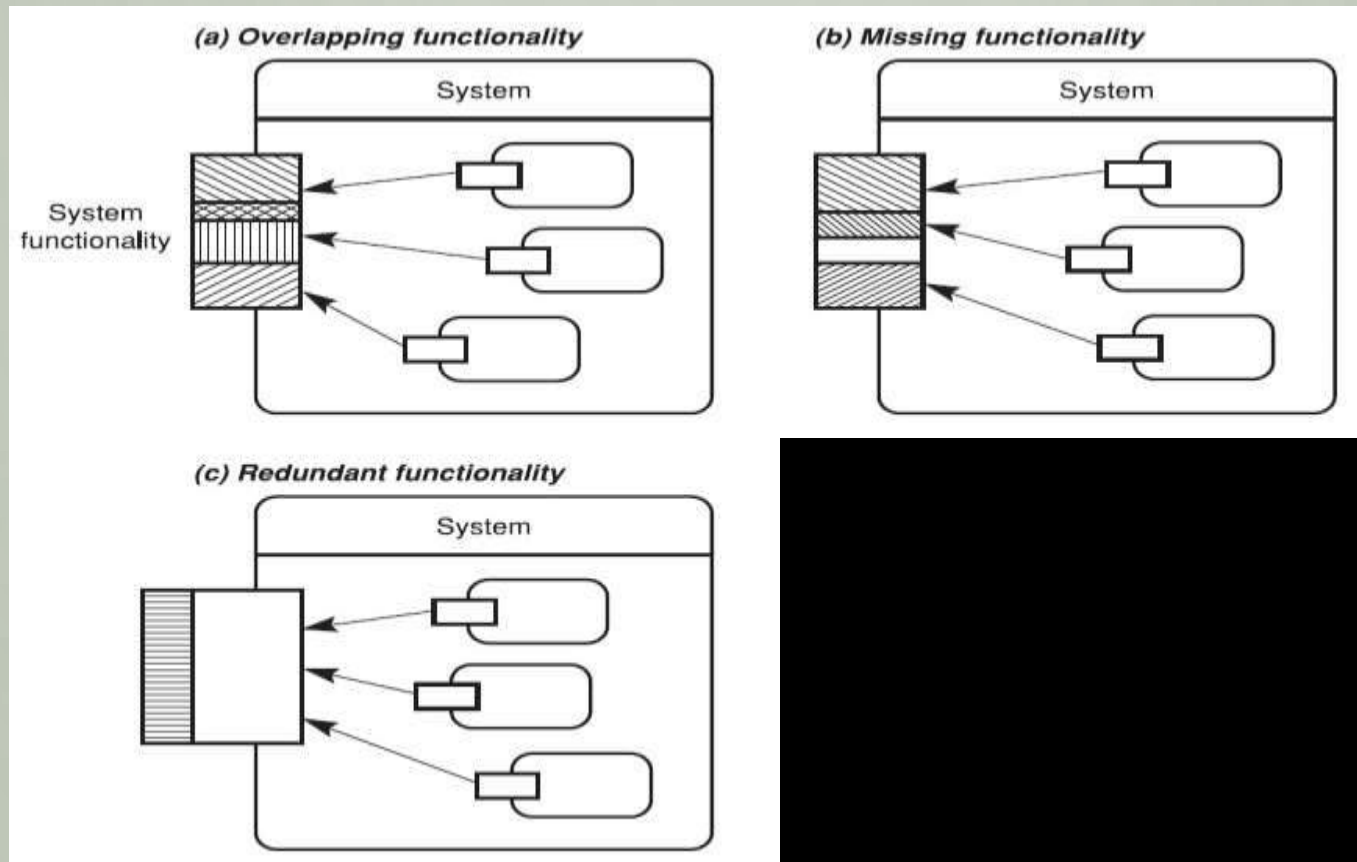 (a) Overlapping functionality
(b) Missing functionality
System
System
System
functionality
(c) Redundant functionality
System